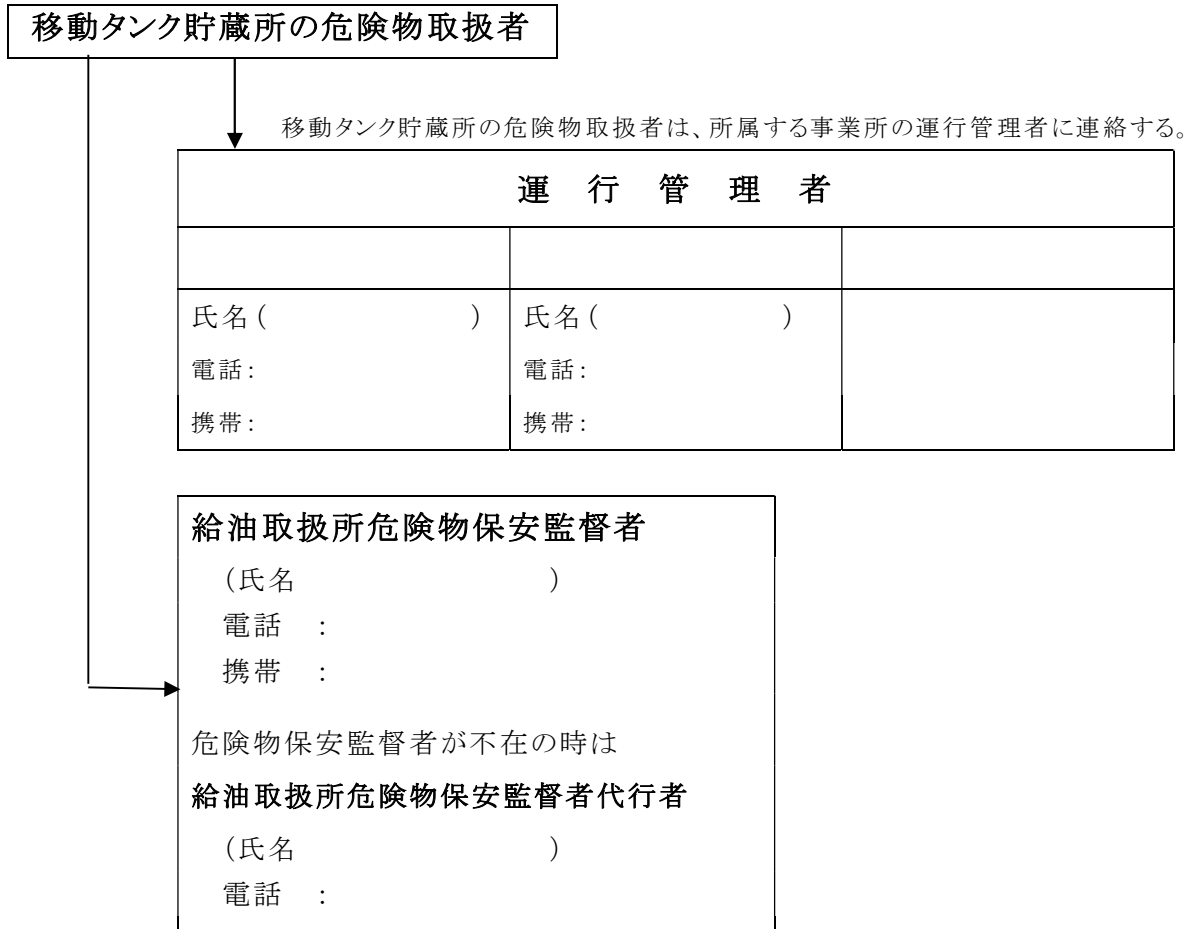 移動タンク貯蔵所の危険物取扱者
移動タンク貯蔵所の危険物取扱者は、所属する事業所の運行管理者に連絡する。
運 行 管 理 者
氏名( ) 氏名( )
電話: 電話:
携帯: 携帯:
給油取扱所危険物保安監督者
(氏名 )
電話 :
携帯 :
危険物保安監督者が不在の時は
給油取扱所危険物保安監督者代行者
(氏名 )
電話 :